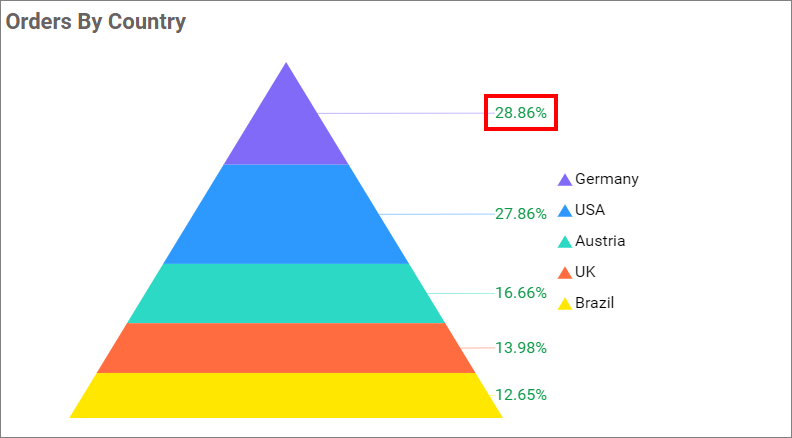 Orders By Country
28.86%
27.86%
16.66%
13.98%
12.65%
Germany
USA
Austria
UK
Brazil